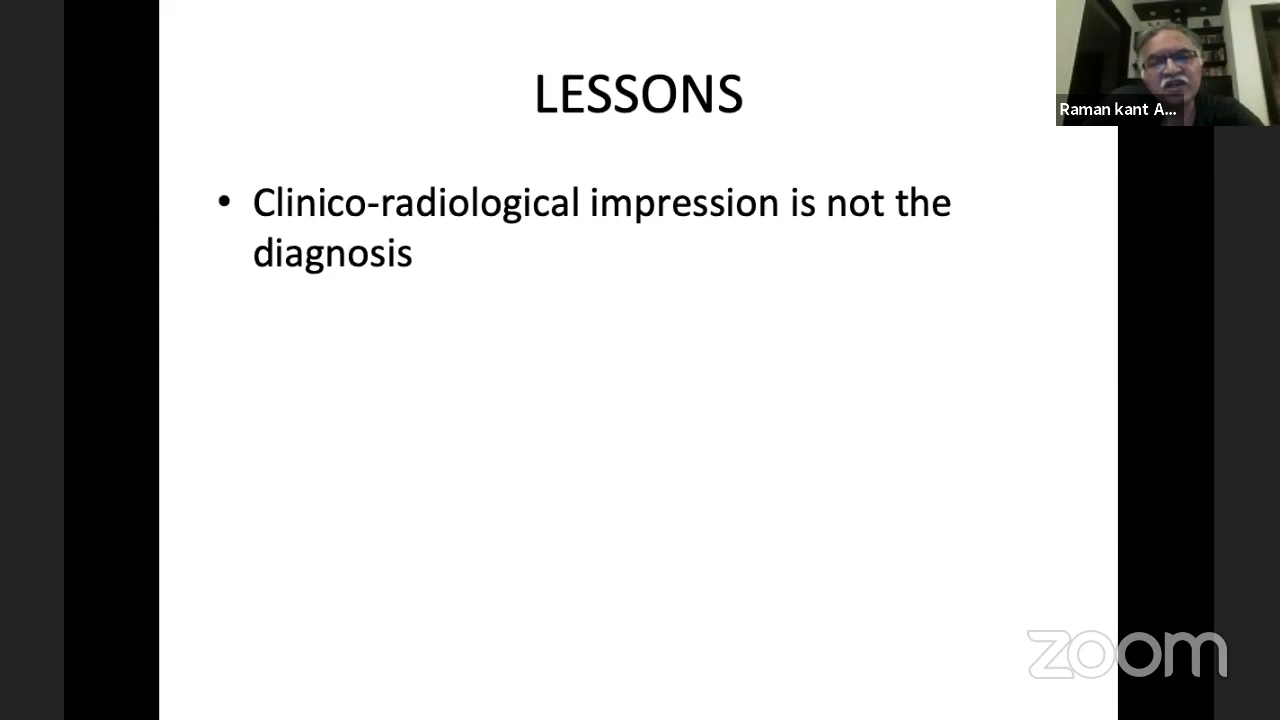 LESSONS
Raman kant A...
• Clinico-radiological impression is not the
diagnosis
zoom